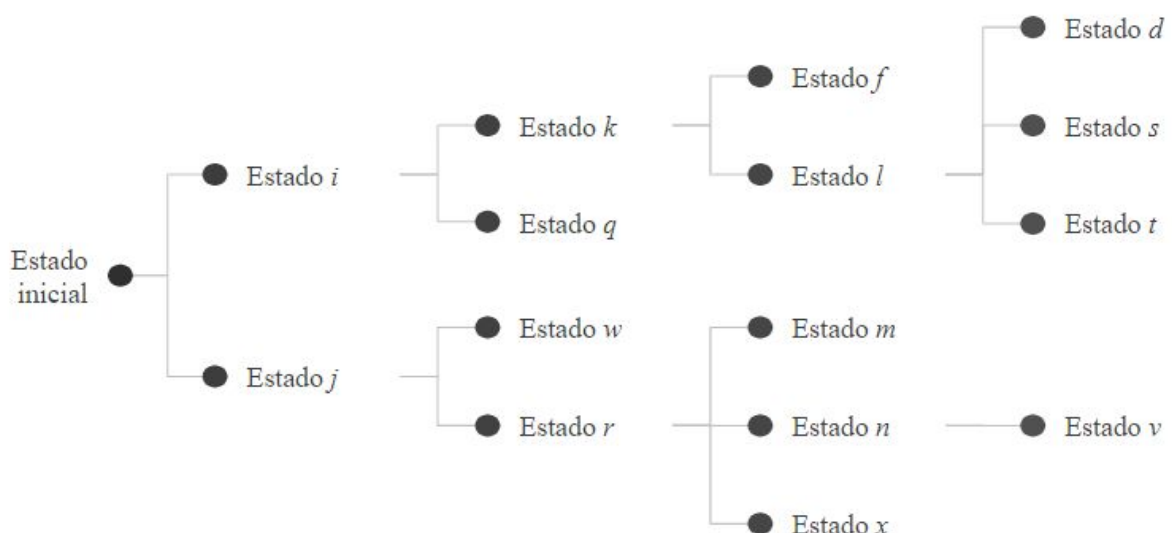 Estado d
Estado f
Estado k
Estado s
Estado i
Estado l
Estado q
Estado t
Estado
inicial
Estado w
Estado m
Estado j
Estado r
Estado n
Estado v
Estado x